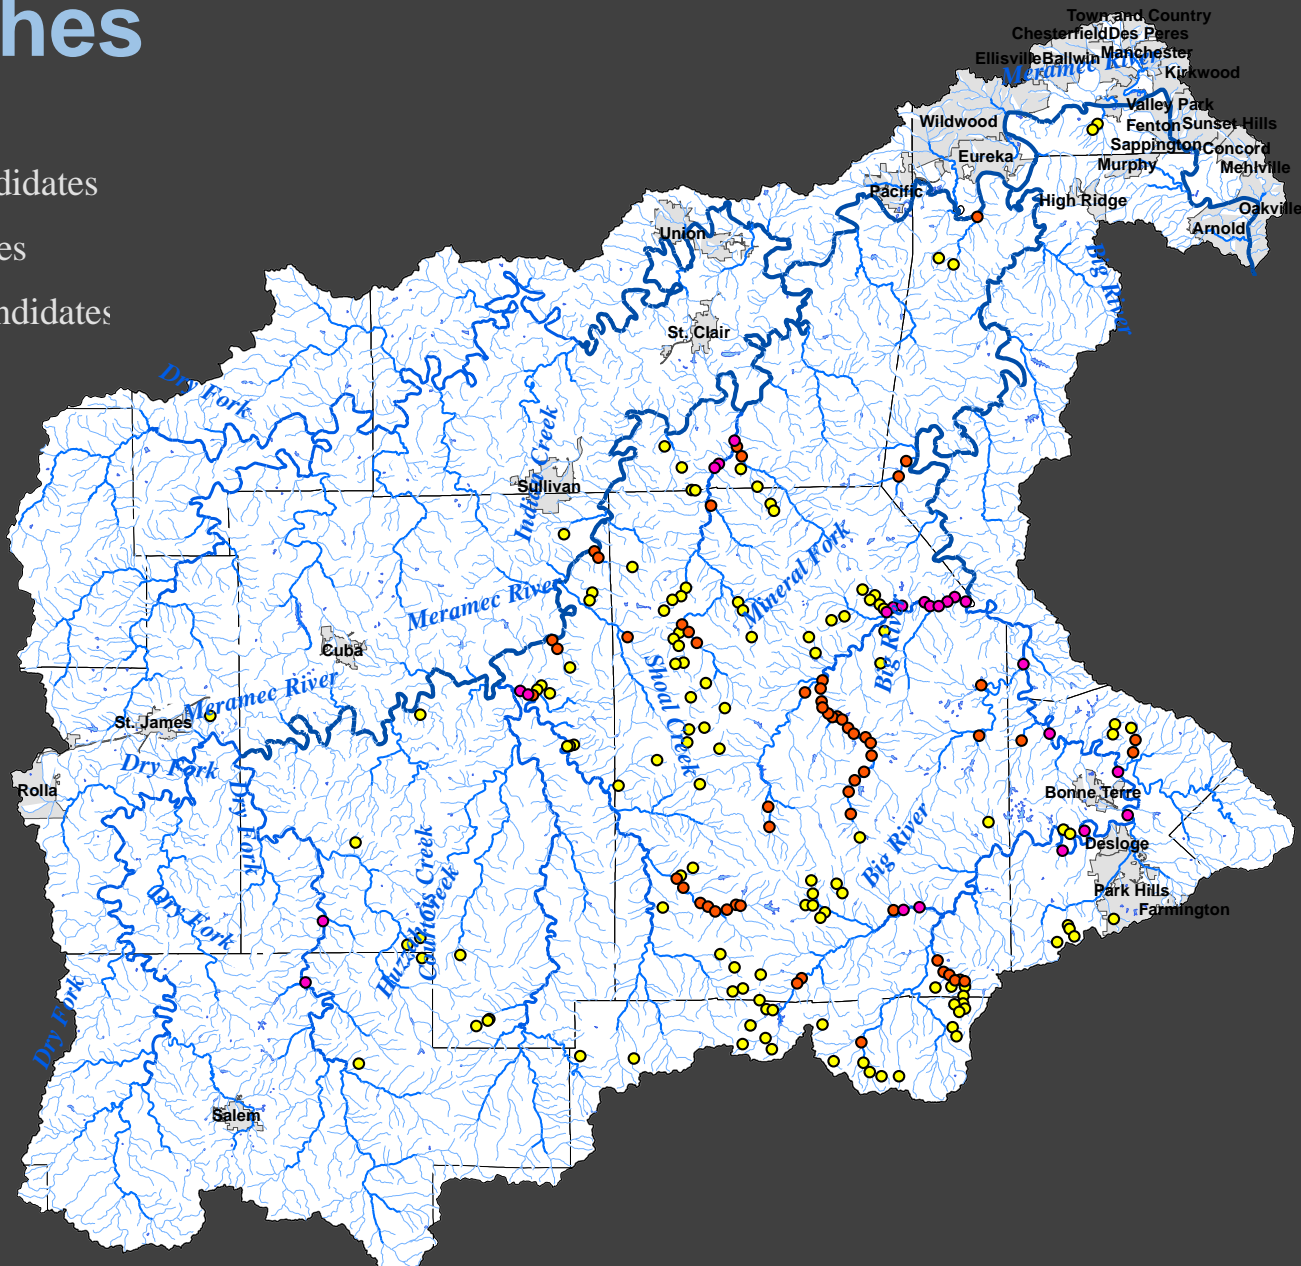 hes
didates
es
ndidates
Town and Country
Chesterfield Des Peres
Manchester
Ellisville Ballwin
Meramec River
Kirkwood
Valley Park
Wildwood
Fenton Sunset Hills
Sappington Concord
Eureka
Murphy
Mehlville
Pacific
High Ridge
Oakville
Arnold
Union
Big River
St. Clair
Dry Fork
Indian Creek
Sullivan
Mineral Fork
Meramec River
Big River
Cuba
Shoal Creek
Meramec River
St. James
Dry Fork
Rolla
Dry Fork
Bonne Terre
Big River
Desloge
Courtois Creek
Park Hills
Farmington
Dry Fork
Huzzah Creek
Dry Fork
Salem